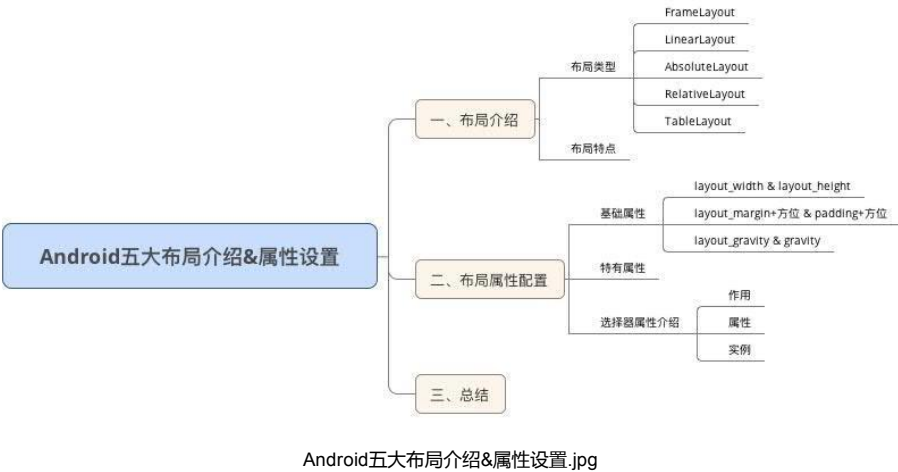 Android五大布局介绍&属性设置
一、布局介绍
布局类型
FrameLayout
LinearLayout
AbsoluteLayout
RelativeLayout
TableLayout
布局特点
二、布局属性配置
基础属性
layout_width & layout_height
layout_margin+方位 & padding+方位
layout_gravity & gravity
特有属性
选择器属性介绍
作用
属性
实例
三、总结
Android五大布局介绍&属性设置.jpg